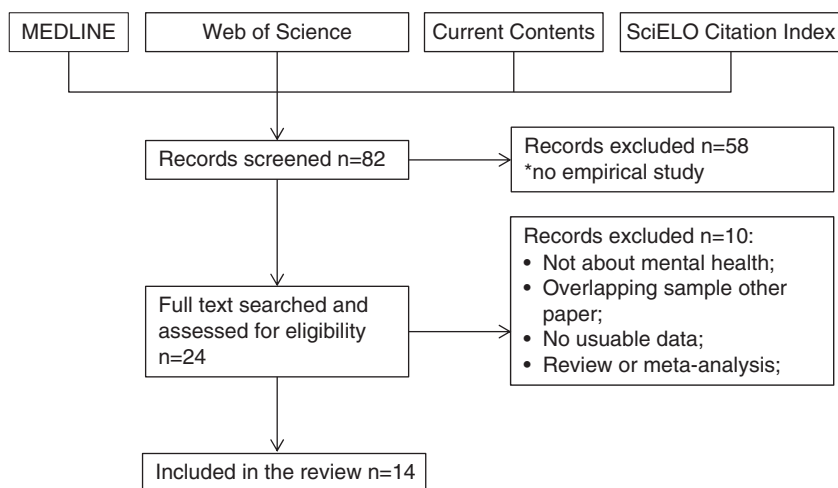 MEDLINE
Web of Science
Current Contents
SciELO Citation Index
Records screened n=82
Records excluded n=58
*no empirical study
Full text searched and
assessed for eligibility
n=24
Records excluded n=10:
• Not about mental health;
• Overlapping sample other
paper;
• No usuable data;
• Review or meta-analysis;
Included in the review n=14